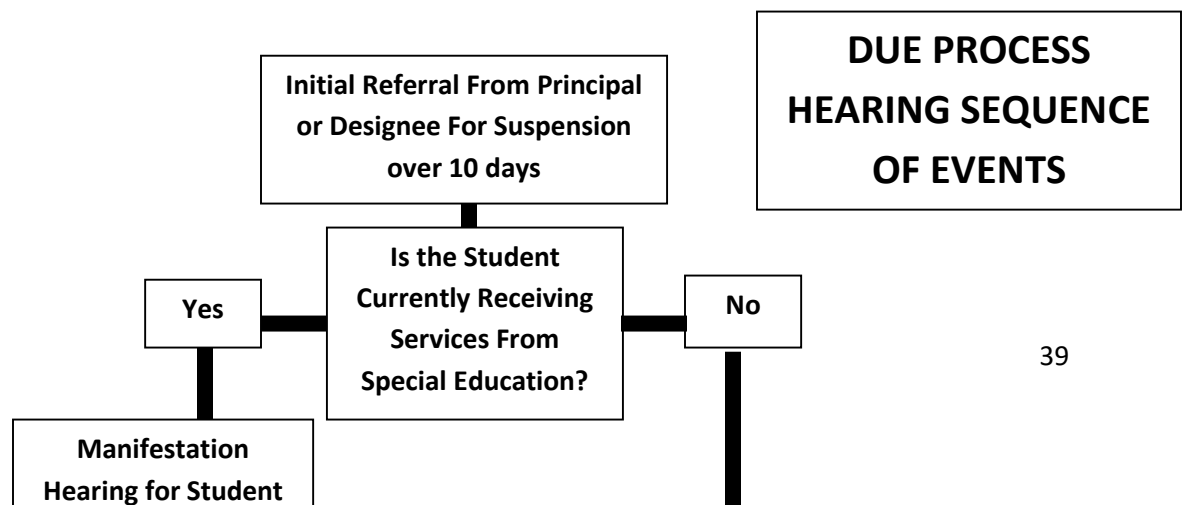 DUE PROCESS
HEARING SEQUENCE
OF EVENTS
Initial Referral From Principal
or Designee For Suspension
over 10 days
Is the Student
Currently Receiving
Services From
Special Education?
Yes
No
39
Manifestation
Hearing for Student